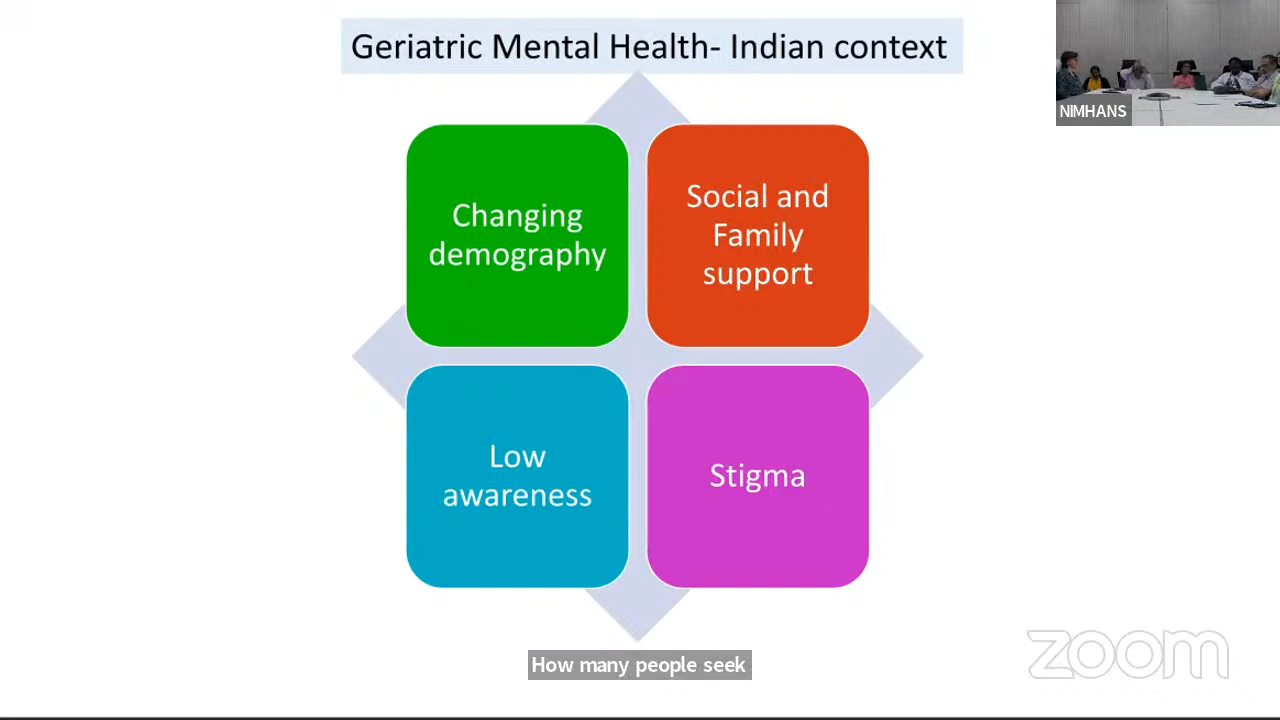 Geriatric Mental Health- Indian context
NIMHANS
Changing
demography
Social and
Family
support
Low
awareness
Stigma
How many people seek
zoom